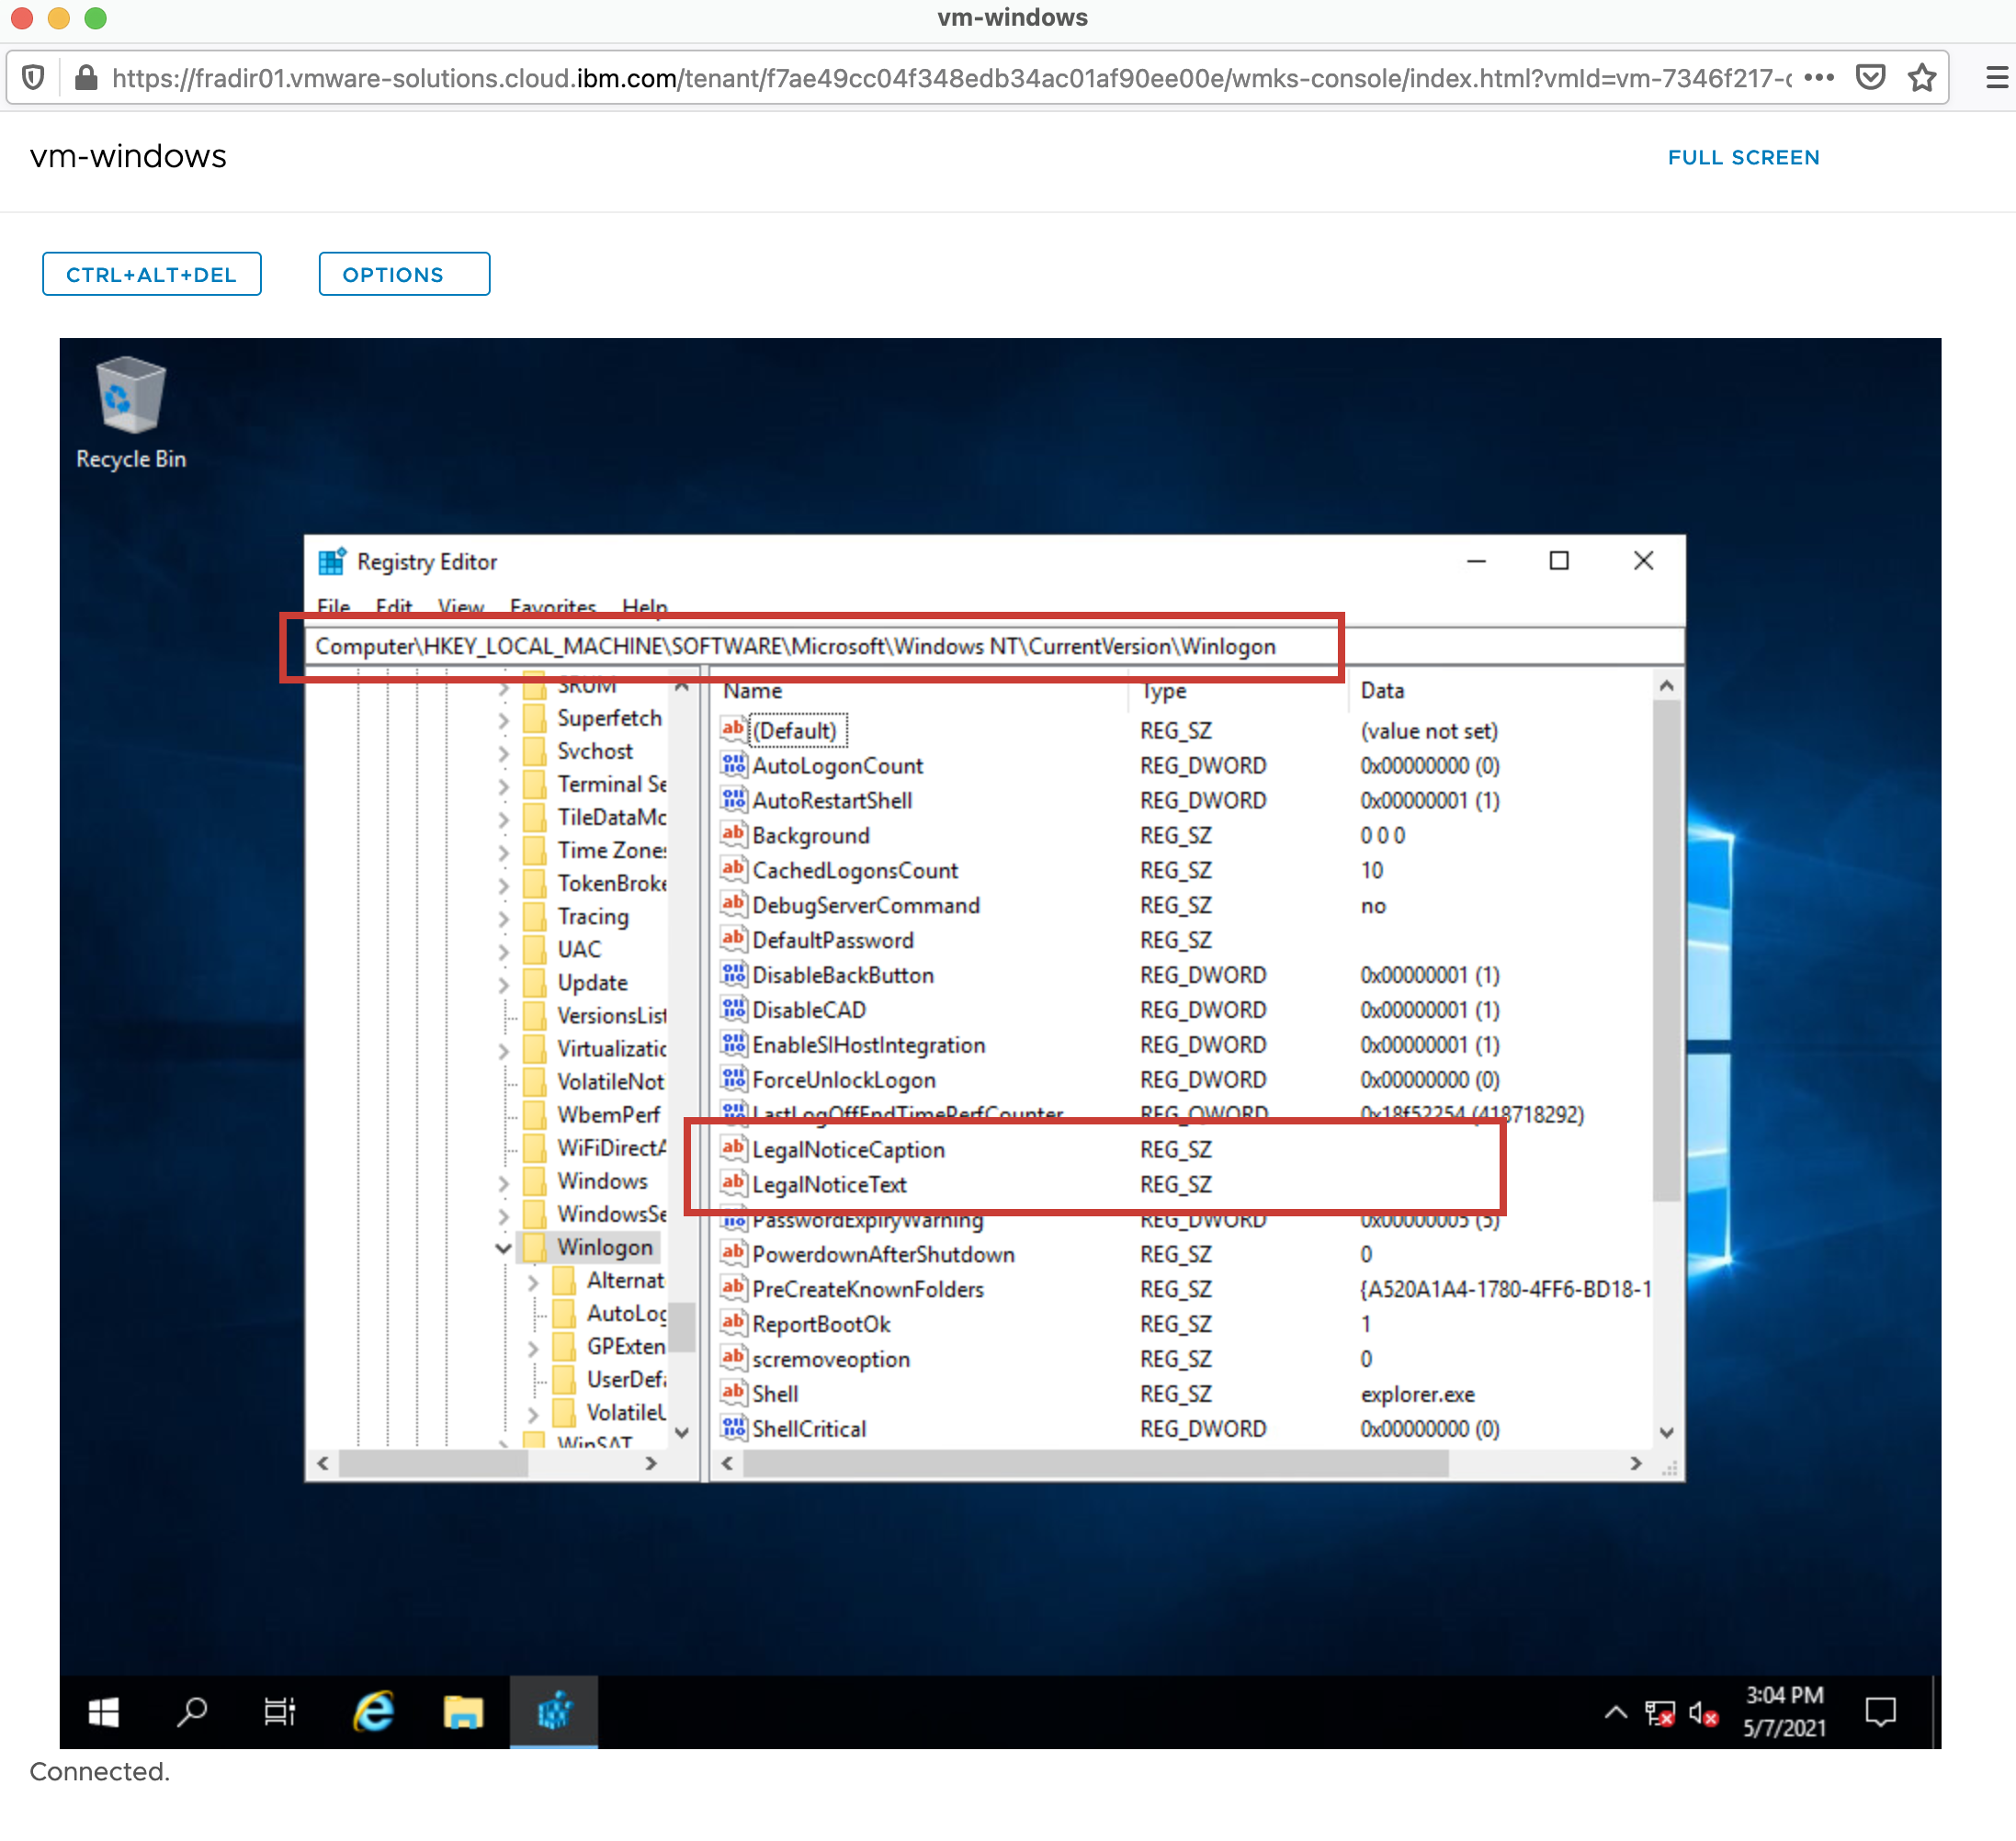 vm-windows
https://fradir01.vmware-solutions.cloud.ibm.com/tenant/f7ae49cc04f348edb34ac01af90ee00e/wmks-console/index.html?vmId=vm-7346f217-
vm-windows
FULL SCREEN
CTRL+ALT+DEL
OPTIONS
Recycle Bin
Registry Editor
File Edit View Favorites Help
Computer\HKEY_LOCAL_MACHINE\SOFTWARE\Microsoft\Windows NT\CurrentVersion\Winlogon
SRUM
Superfetch
Svchost
Terminal Se
TileDataMc
Time Zone
TokenBroke
Tracing
UAC
Update
VersionsList
Virtualizatic
VolatileNot
WbemPerf
WiFiDirectA
Windows
WindowsSe
Winlogon
Alternat
AutoLog
GPExten
UserDefa
VolatileU
WinSAT
Name Type Data
(Default) REG_SZ (value not set)
AutoLogonCount REG_DWORD 0x00000000 (0)
AutoRestartShell REG_DWORD 0x00000001 (1)
Background REG_SZ 0 0 0
CachedLogonsCount REG_SZ 10
DebugServerCommand REG_SZ no
DefaultPassword REG_SZ
DisableBackButton REG_DWORD 0x00000001 (1)
DisableCAD REG_DWORD 0x00000001 (1)
EnableSIHostIntegration REG_DWORD 0x00000001 (1)
ForceUnlockLogon REG_DWORD 0x00000000 (0)
LastLogOffEndTimePerfCounter REG_QWORD 0x18f52254 (418718292)
LegalNoticeCaption REG_SZ
LegalNoticeText REG_SZ
PasswordExpiryWarning REG_DWORD 0x00000005 (5)
PowerdownAfterShutdown REG_SZ 0
PreCreateKnownFolders REG_SZ {A520A1A4-1780-4FF6-BD18-1
ReportBootOk REG_SZ 1
scremoveoption REG_SZ 0
Shell REG_SZ explorer.exe
ShellCritical REG_DWORD 0x00000000 (0)
3:04 PM
5/7/2021
Connected.